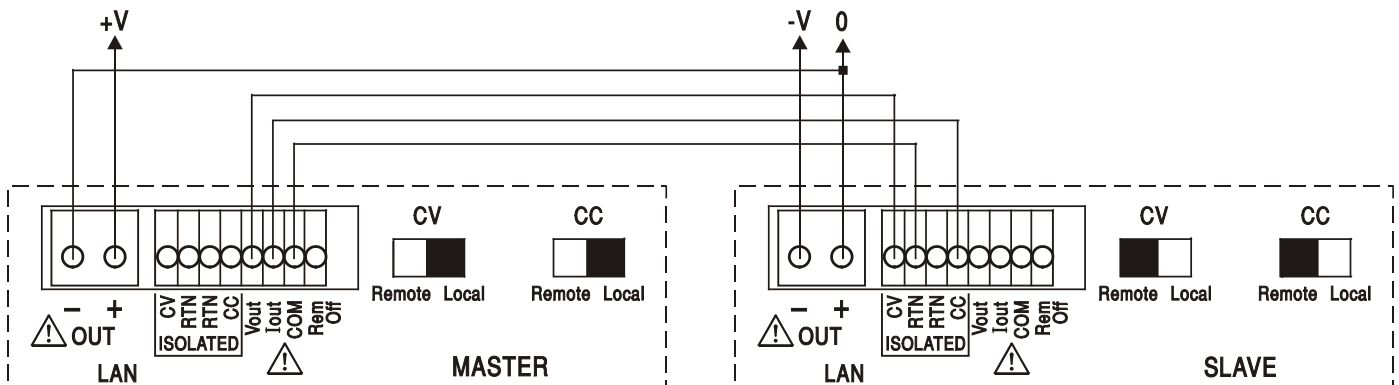 +V
-V 0
CV CC
CV CC
Remote Local Remote Local
Remote Local Remote Local
- +
CV
RTN
RTN
CC
Vout
Iout
COM
Rem
Off
OUT
ISOLATED
LAN
MASTER
- +
CV
RTN
RTN
CC
Vout
Iout
COM
Rem
Off
OUT
ISOLATED
LAN
SLAVE